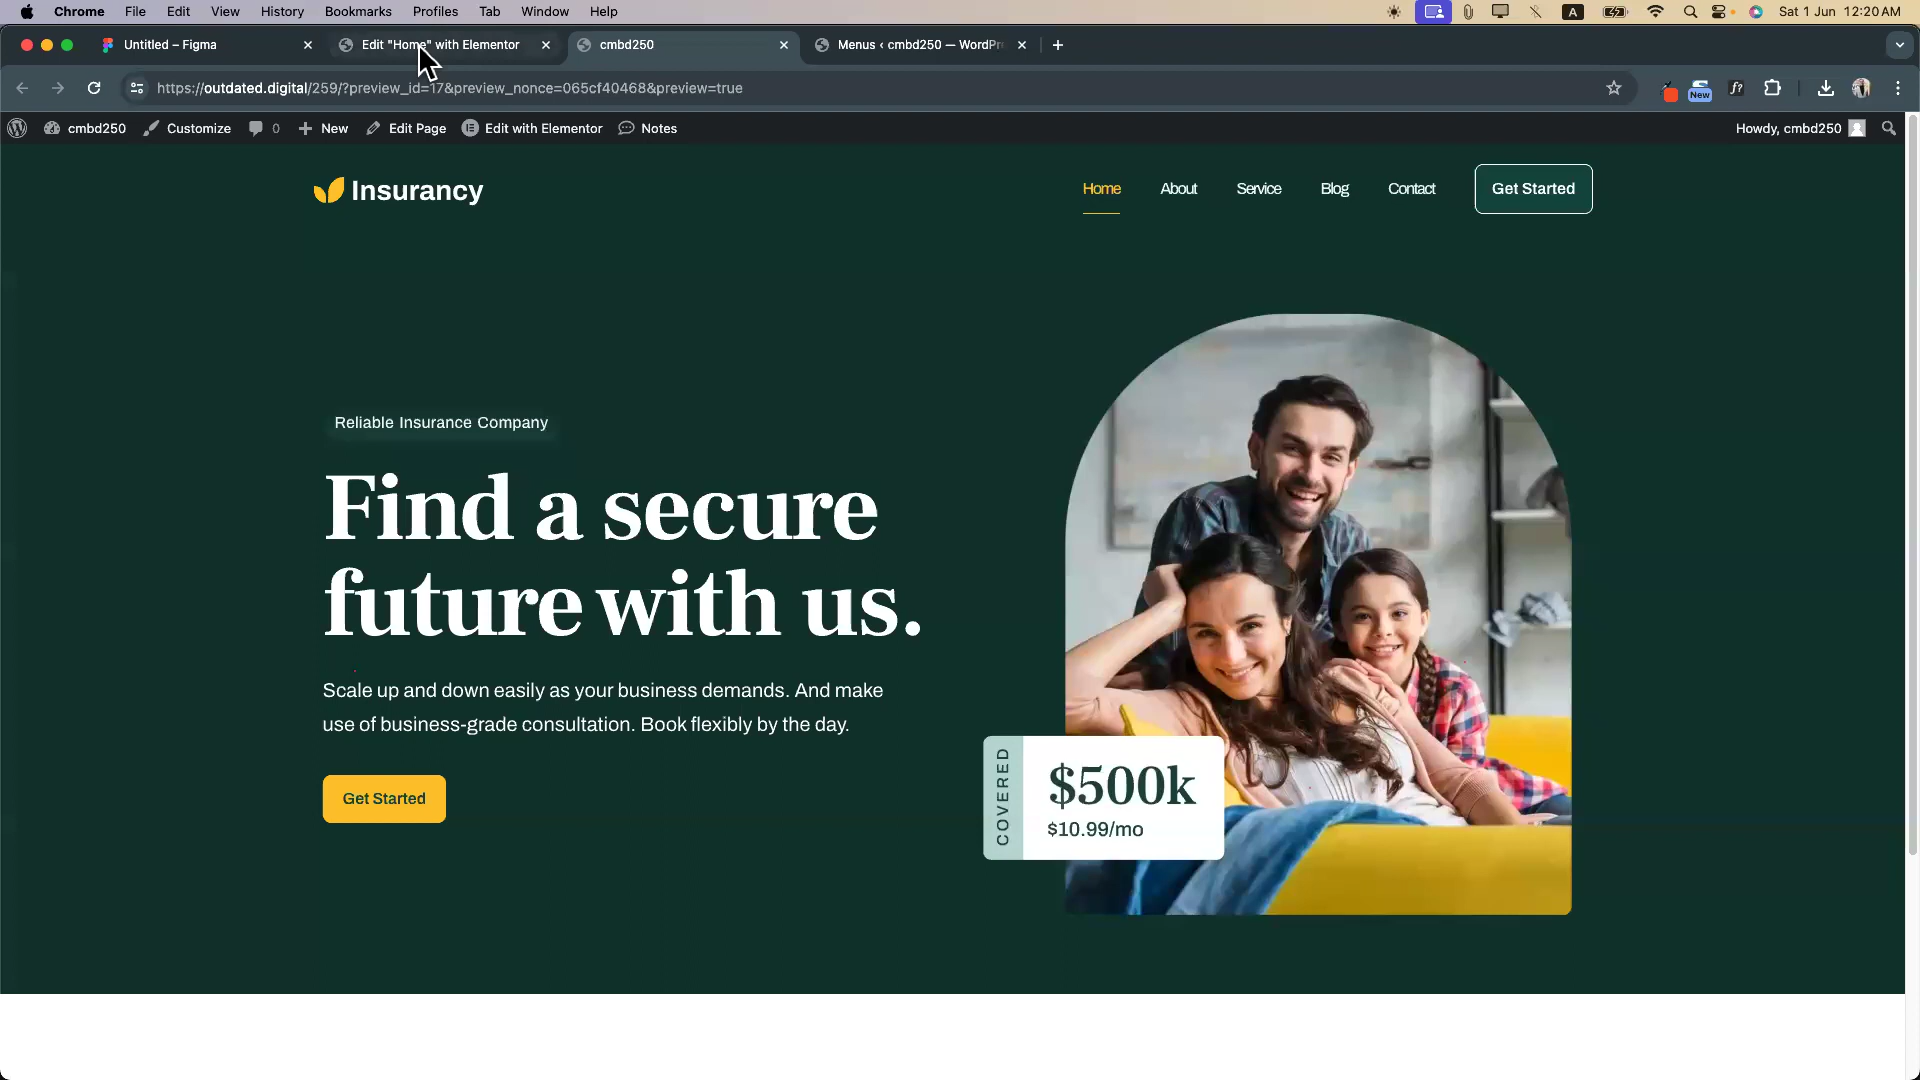 Chrome File Edit View History Bookmarks Profiles Tab Window Help
A Sat 1 Jun 12:20 AM
Untitled – Figma
Edit "Home" with Elementor
cmbd250
Menus ‹ cmbd250 — WordPr
https://outdated.digital/259/?preview_id=17&preview_nonce=065cf40468&preview=true
New
f?
cmbd250 Customize 0 New Edit Page Edit with Elementor Notes
Howdy, cmbd250
Insurancy
Home About Service Blog Contact Get Started
Reliable Insurance Company
Find a secure
future with us.
Scale up and down easily as your business demands. And make
use of business-grade consultation. Book flexibly by the day.
Get Started
COVERED
$500k
$10.99/mo